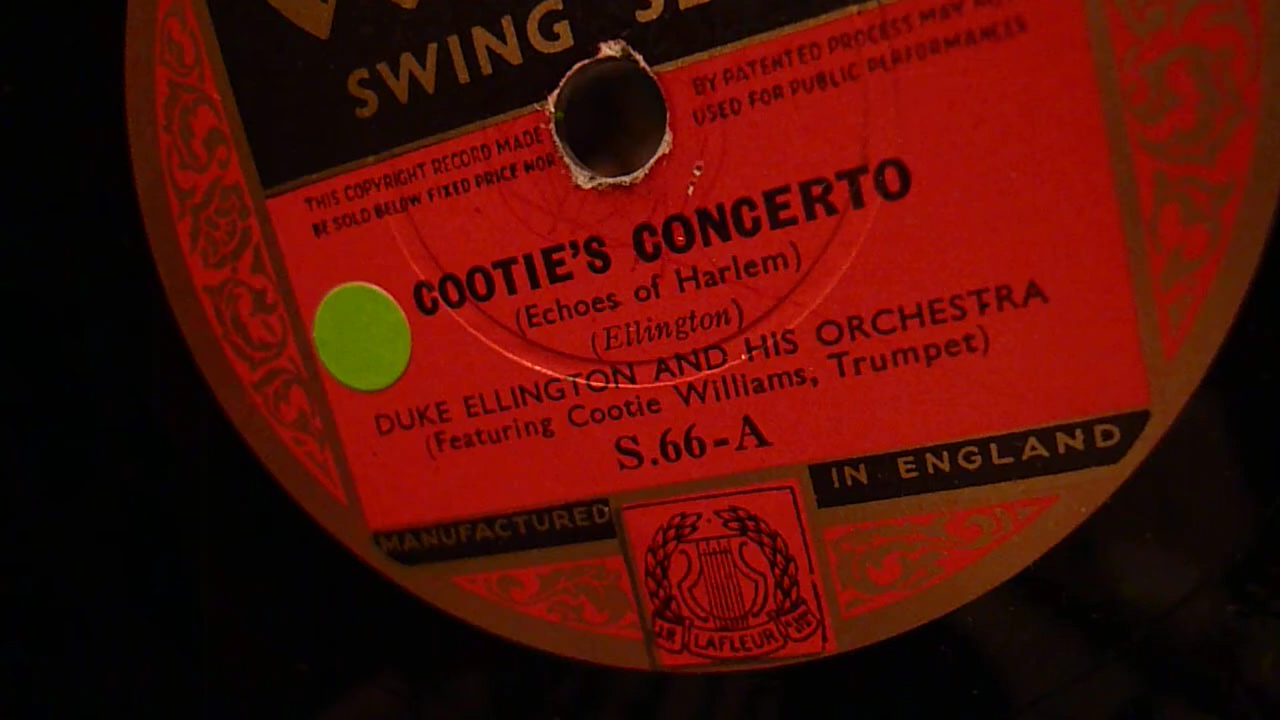 SWING
THIS COPYRIGHT RECORD MADE BY PATENTED PROCESS MAY
BE SOLD BELOW FIXED PRICE NOR USED FOR PUBLIC PERFORMANCES
COOTIE'S CONCERTO
(Echoes of Harlem)
(Ellington)
DUKE ELLINGTON AND HIS ORCHESTRA
(Featuring Cootie Williams, Trumpet)
S.66-A
MANUFACTURED IN ENGLAND
LAFLEUR